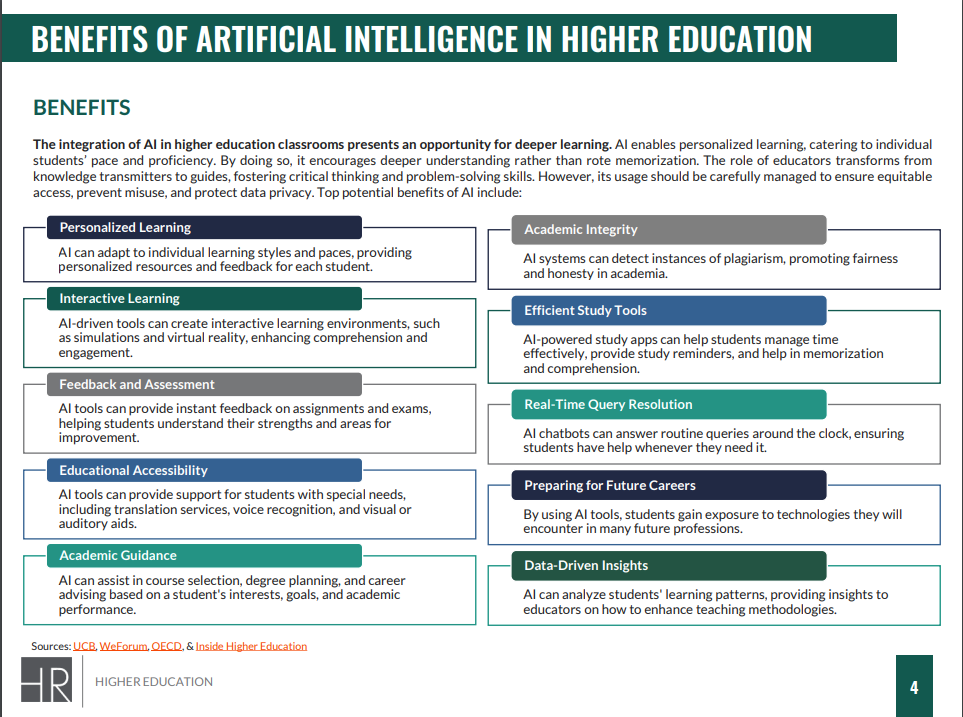 BENEFITS OF ARTIFICIAL INTELLIGENCE IN HIGHER EDUCATION
BENEFITS
The integration of AI in higher education classrooms presents an opportunity for deeper learning. AI enables personalized learning, catering to individual
students' pace and proficiency. By doing so, it encourages deeper understanding rather than rote memorization. The role of educators transforms from
knowledge transmitters to guides, fostering critical thinking and problem-solving skills. However, its usage should be carefully managed to ensure equitable
access, prevent misuse, and protect data privacy. Top potential benefits of AI include:
Personalized Learning
AI can adapt to individual learning styles and paces, providing
personalized resources and feedback for each student.
Interactive Learning
AI-driven tools can create interactive learning environments, such
as simulations and virtual reality, enhancing comprehension and
engagement.
Feedback and Assessment
AI tools can provide instant feedback on assignments and exams,
helping students understand their strengths and areas for
improvement.
Educational Accessibility
AI tools can provide support for students with special needs,
including translation services, voice recognition, and visual or
auditory aids.
Academic Guidance
AI can assist in course selection, degree planning, and career
advising based on a student's interests, goals, and academic
performance.
Academic Integrity
AI systems can detect instances of plagiarism, promoting fairness
and honesty in academia.
Efficient Study Tools
AI-powered study apps can help students manage time
effectively, provide study reminders, and help in memorization
and comprehension.
Real-Time Query Resolution
AI chatbots can answer routine queries around the clock, ensuring
students have help whenever they need it.
Preparing for Future Careers
By using AI tools, students gain exposure to technologies they will
encounter in many future professions.
Data-Driven Insights
AI can analyze students' learning patterns, providing insights to
educators on how to enhance teaching methodologies.
Sources: UCB, WeForum, OECD, & Inside Higher Education
HR
HIGHER EDUCATION
4